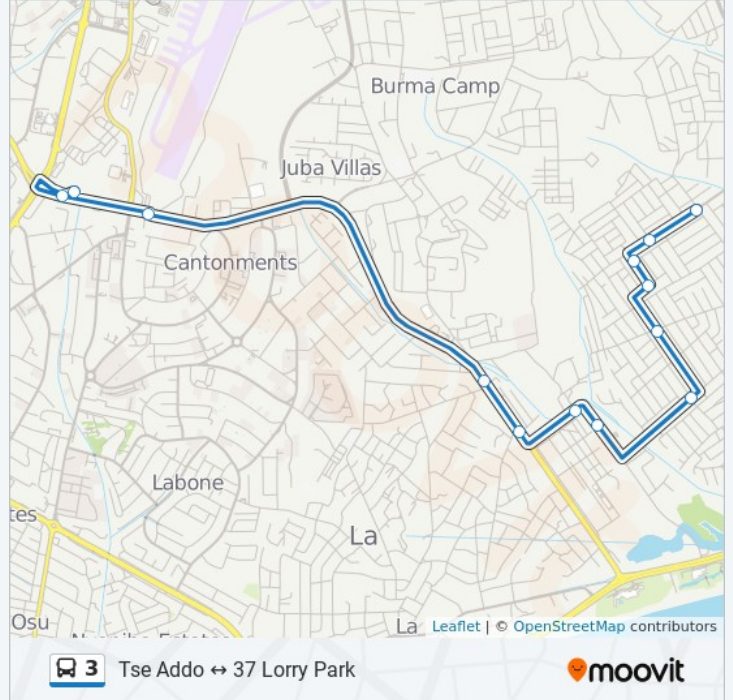 Burma Camp
Juba Villas
Cantonments
Labone
tes
La
Osu
La
Leaflet | © OpenStreetMap contributors
3 Tse Addo ↔ 37 Lorry Park
moovit